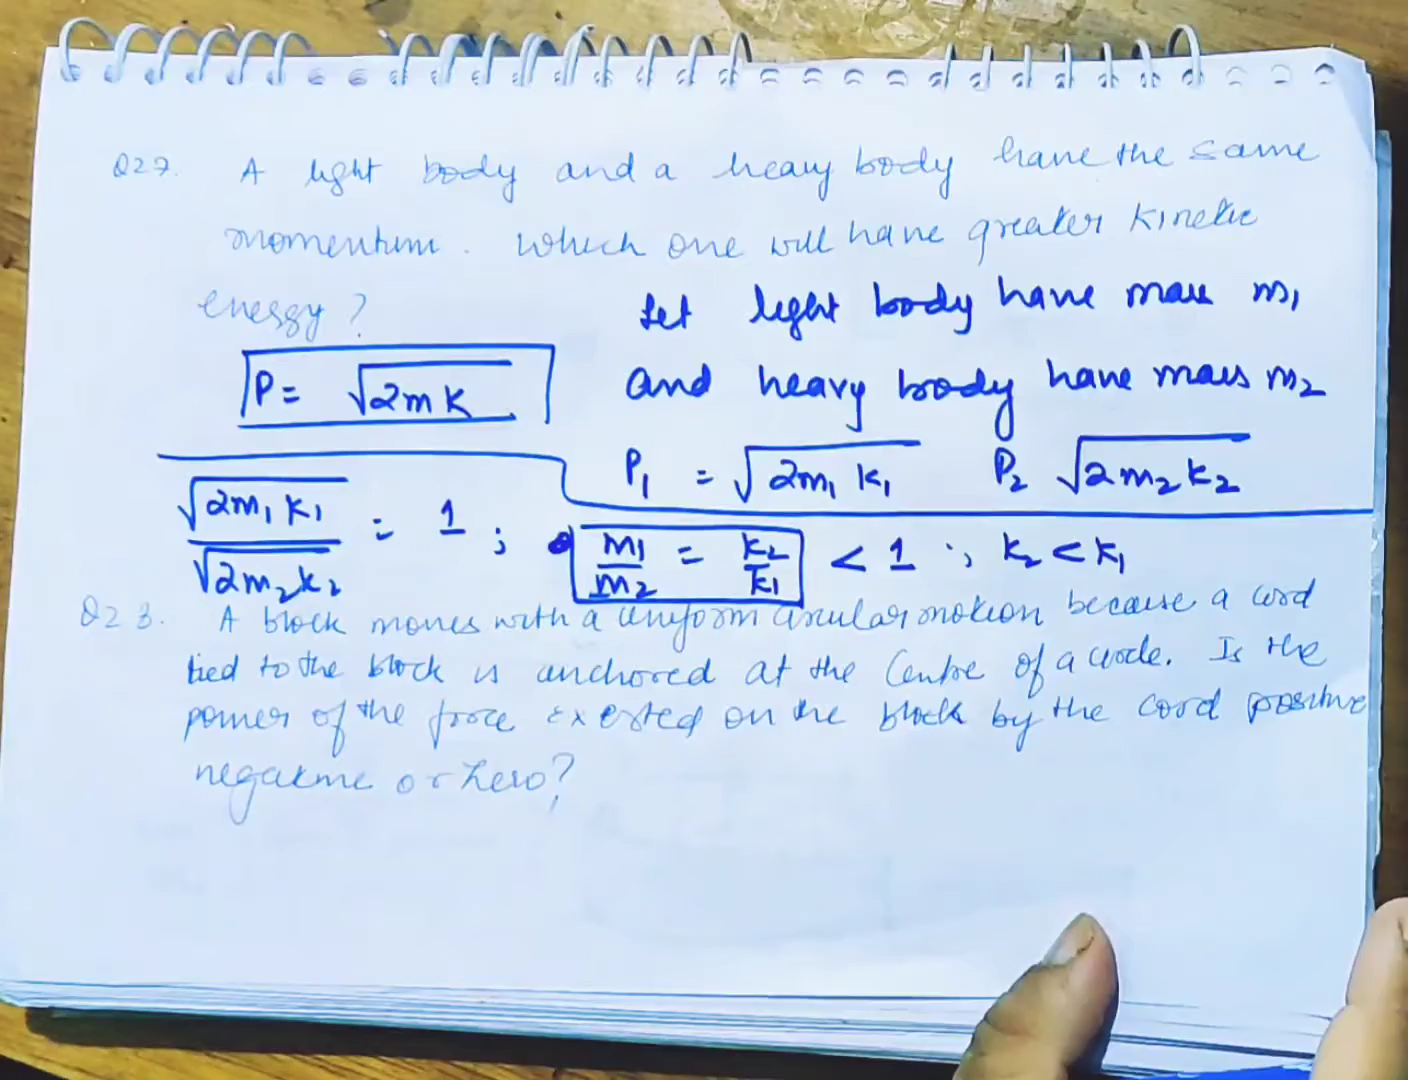 Q27. A light body and a heavy body have the same
momentum. Which one will have greater kinetic
energy?
Let light body have mass m₁
P = √2mK
and heavy body have mass m₂
P₁ = √2m₁K₁ P₂ √2m₂K₂
√2m₁K₁ / √2m₂K₂ = 1 ; m₁/m₂ = K₂/K₁ < 1 ; K₂ < K₁
Q28. A block moves with a uniform circular motion because a cord
tied to the block is anchored at the Centre of a circle. Is the
power of the force exerted on the block by the cord positive
negative or zero?